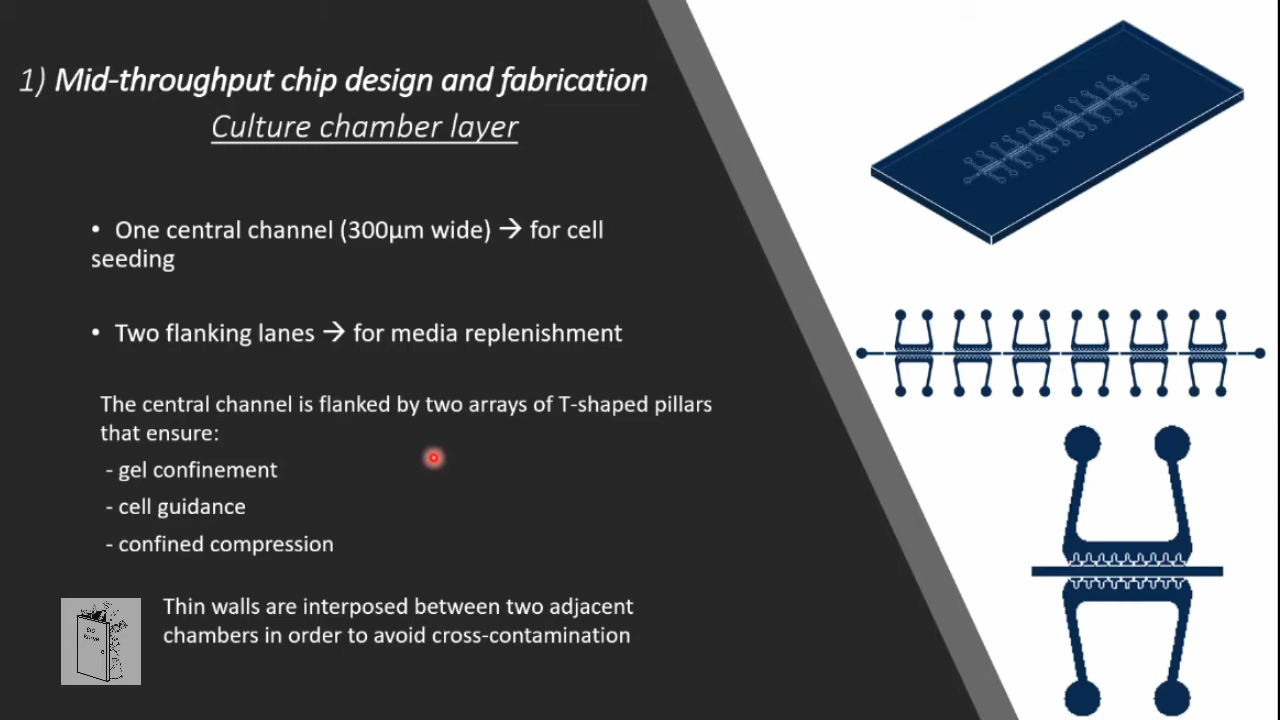 1) Mid-throughput chip design and fabrication
Culture chamber layer
• One central channel (300μm wide) → for cell
seeding
• Two flanking lanes → for media replenishment
The central channel is flanked by two arrays of T-shaped pillars
that ensure:
- gel confinement
- cell guidance
- confined compression
Thin walls are interposed between two adjacent
chambers in order to avoid cross-contamination